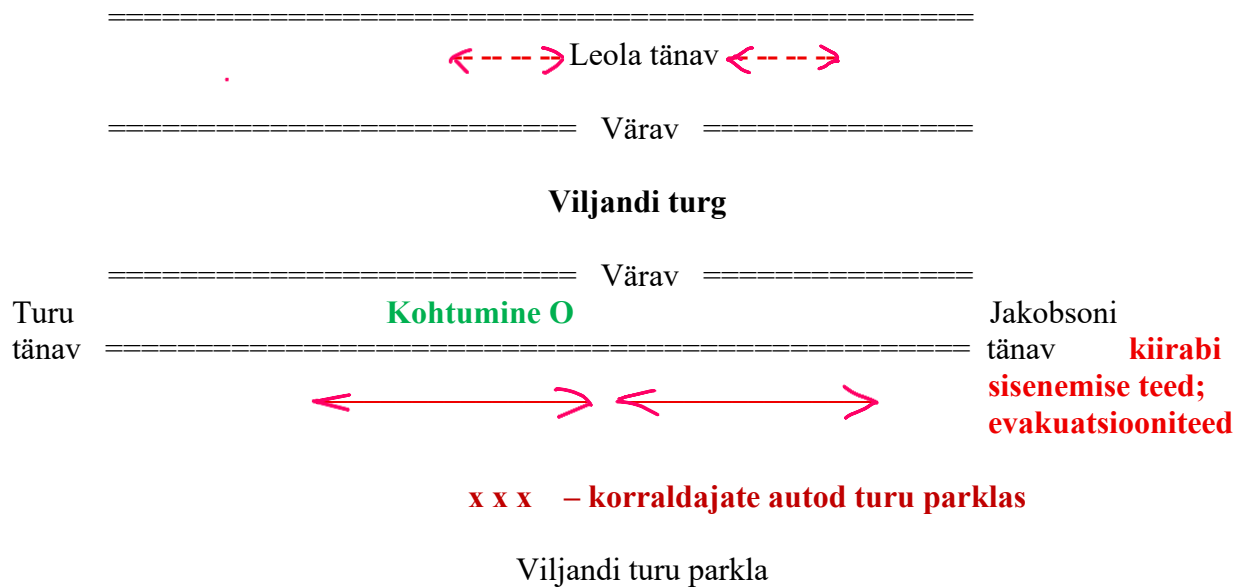 ================================================
Leola tänav
========================== Värav ===============
Viljandi turg
========================== Värav ===============
Turu Kohtumine O Jakobsoni
tänav ================================================ tänav kiirabi
sisenemise teed;
evakuatsiooniteed
x x x – korraldajate autod turu parklas
Viljandi turu parkla